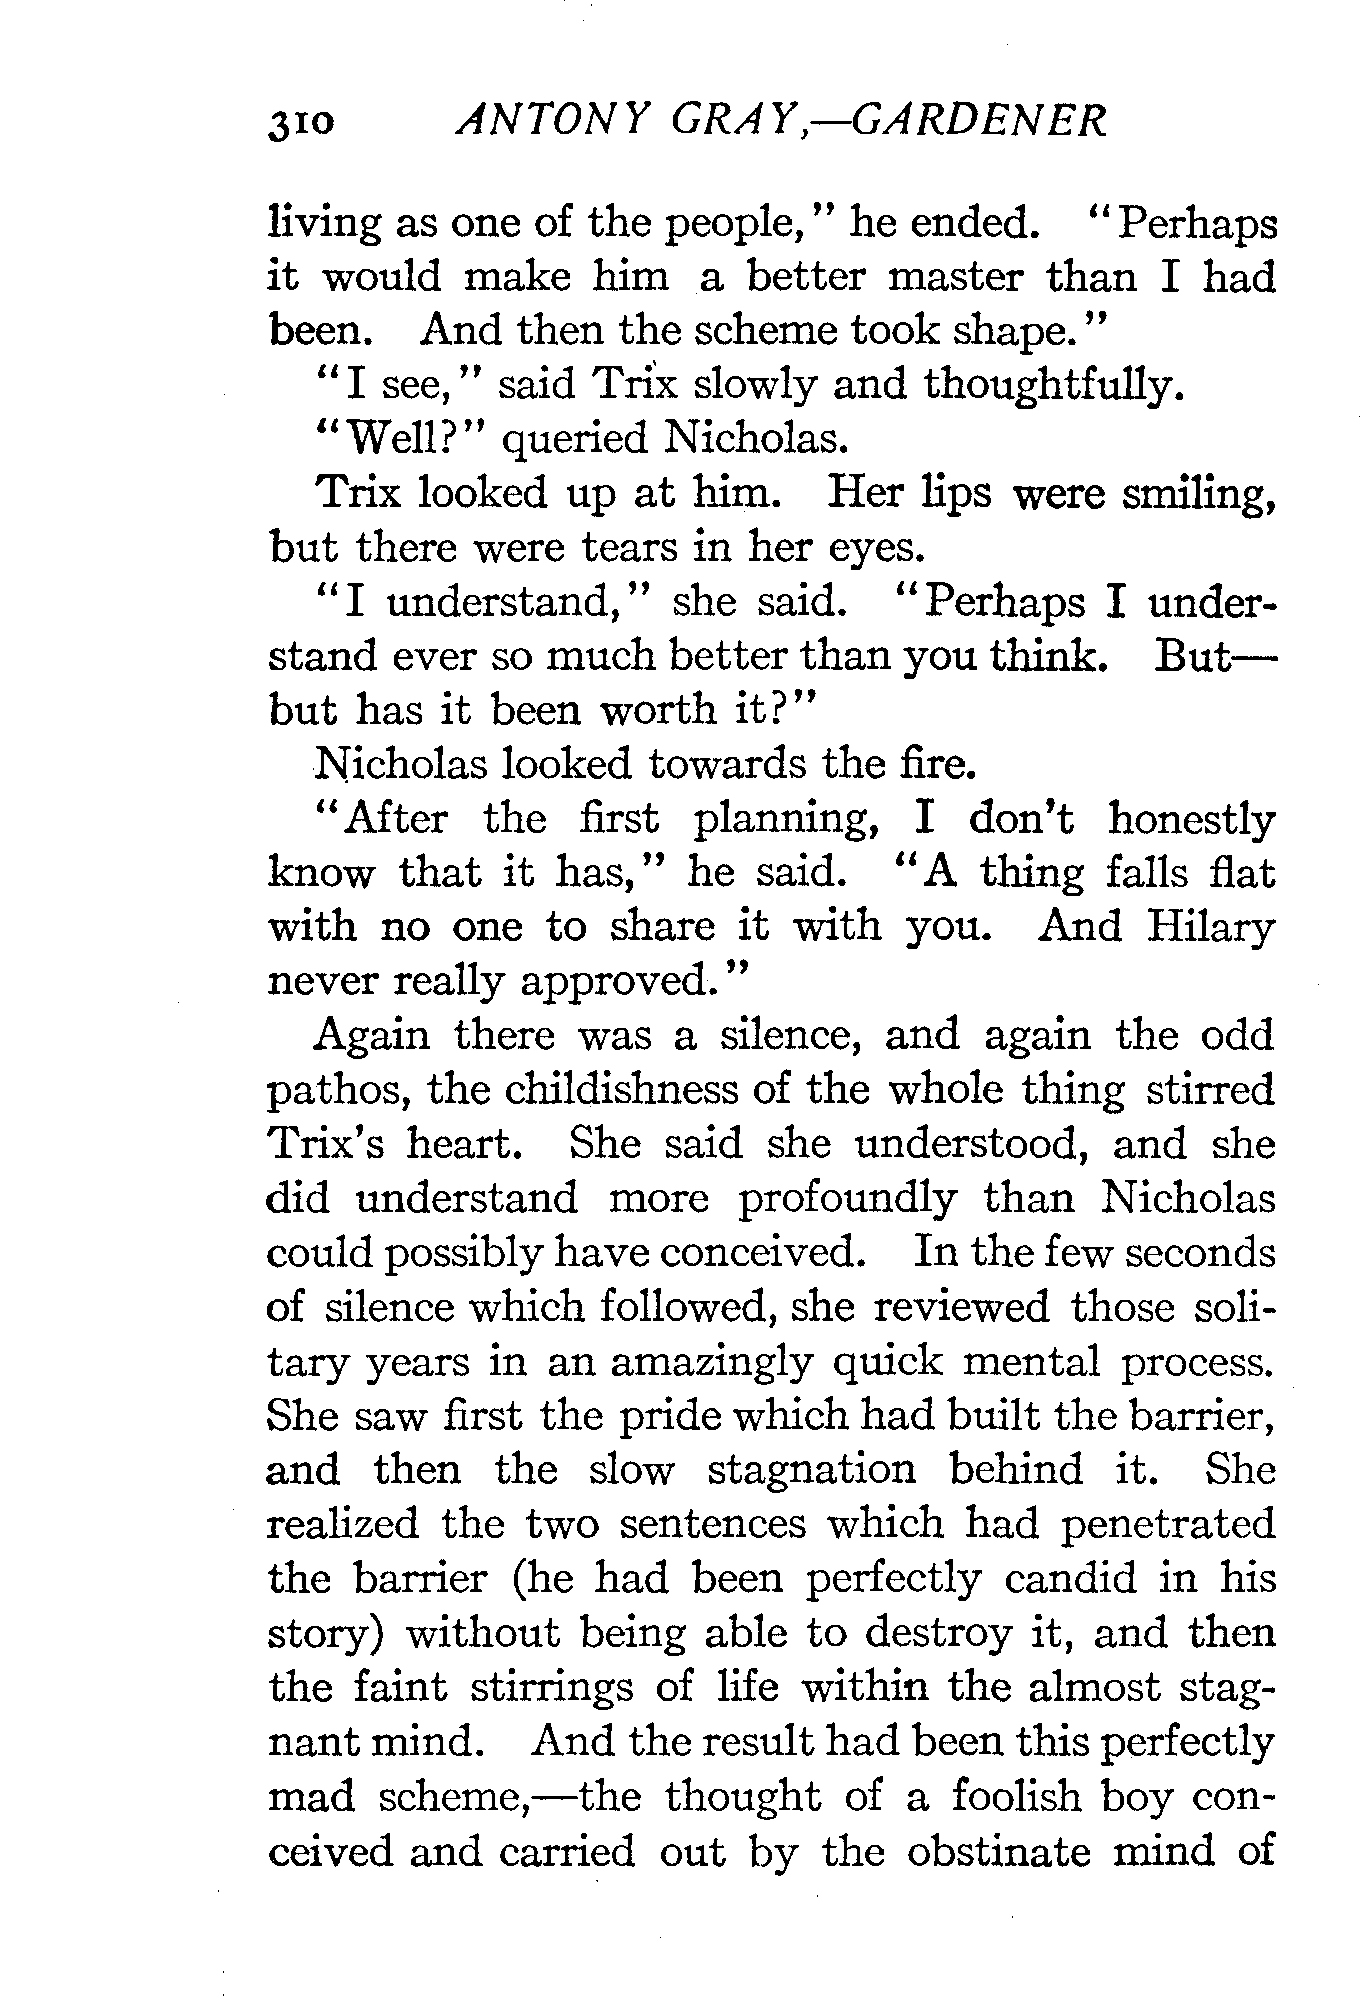 310 ANTONY GRAY,—GARDENER
living as one of the people," he ended. "Perhaps
it would make him a better master than I had
been. And then the scheme took shape."
"I see," said Trix slowly and thoughtfully.
"Well?" queried Nicholas.
Trix looked up at him. Her lips were smiling,
but there were tears in her eyes.
"I understand," she said. "Perhaps I under-
stand ever so much better than you think. But—
but has it been worth it?"
Nicholas looked towards the fire.
"After the first planning, I don't honestly
know that it has," he said. "A thing falls flat
with no one to share it with you. And Hilary
never really approved."
Again there was a silence, and again the odd
pathos, the childishness of the whole thing stirred
Trix's heart. She said she understood, and she
did understand more profoundly than Nicholas
could possibly have conceived. In the few seconds
of silence which followed, she reviewed those soli-
tary years in an amazingly quick mental process.
She saw first the pride which had built the barrier,
and then the slow stagnation behind it. She
realized the two sentences which had penetrated
the barrier (he had been perfectly candid in his
story) without being able to destroy it, and then
the faint stirrings of life within the almost stag-
nant mind. And the result had been this perfectly
mad scheme,—the thought of a foolish boy con-
ceived and carried out by the obstinate mind of